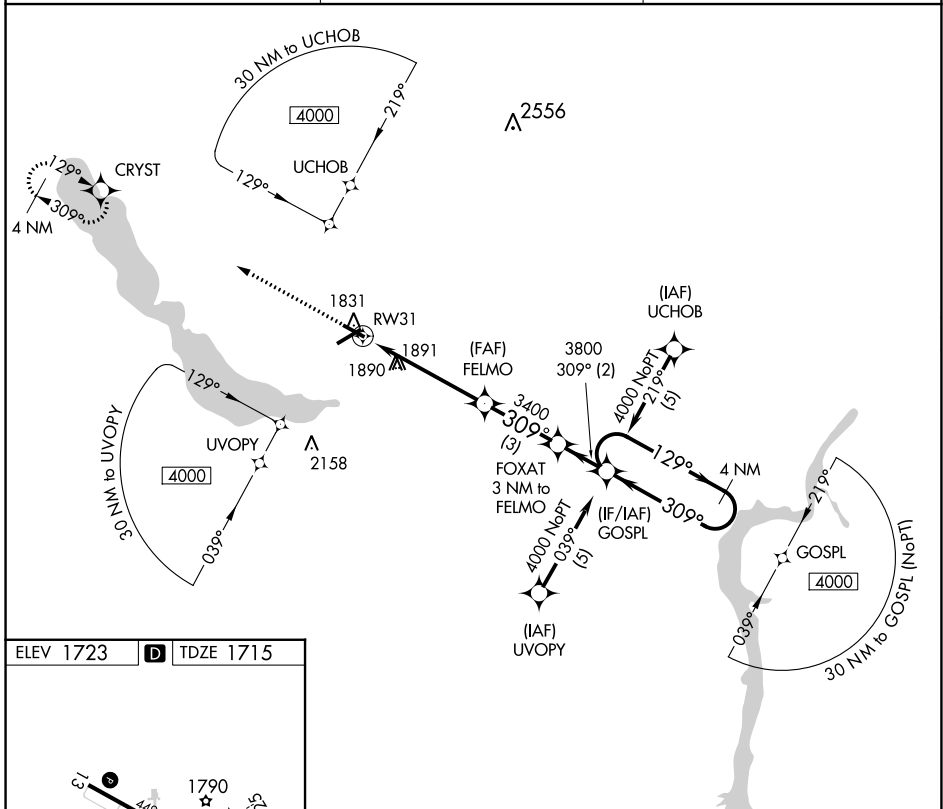 30 NM to UCHOB
4000
219°
129°
UCHOB
2556
129°
CRYST
309°
4 NM
1831
RW31
1890
1891
(FAF)
FELMO
3400
309°
(3)
3800
309° (2)
(IAF)
UCHOB
4000 NoPT
219°
(5)
FOXAT
3 NM to
FELMO
129°
4 NM
309°
(IF/IAF)
GOSPL
4000 NoPT
039°
(5)
(IAF)
UVOPY
129°
UVOPY
2158
30 NM to UVOPY
4000
039°
219°
GOSPL
4000
039°
30 NM to GOSPL (NoPT)
ELEV 1723
D
TDZE 1715
13
P
1790